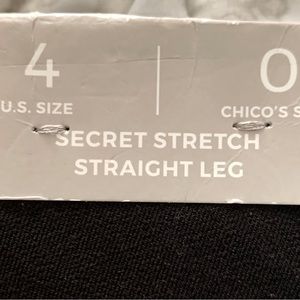 4 0
U.S. SIZE CHICO'S S
SECRET STRETCH
STRAIGHT LEG